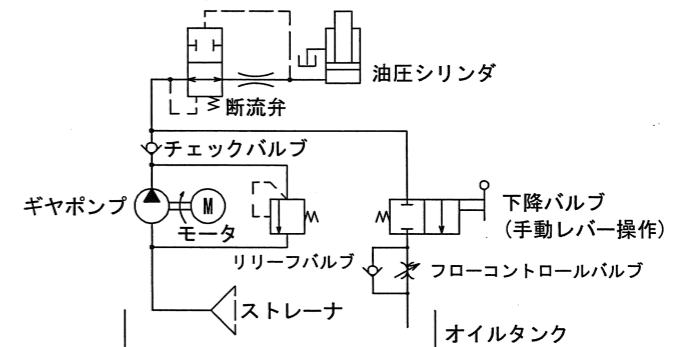 油圧シリンダ
断流弁
チェックバルブ
ギヤポンプ
M
モータ
下降バルブ
(手動レバー操作)
リリーフバルブ
フローコントロールバルブ
ストレーナ
オイルタンク